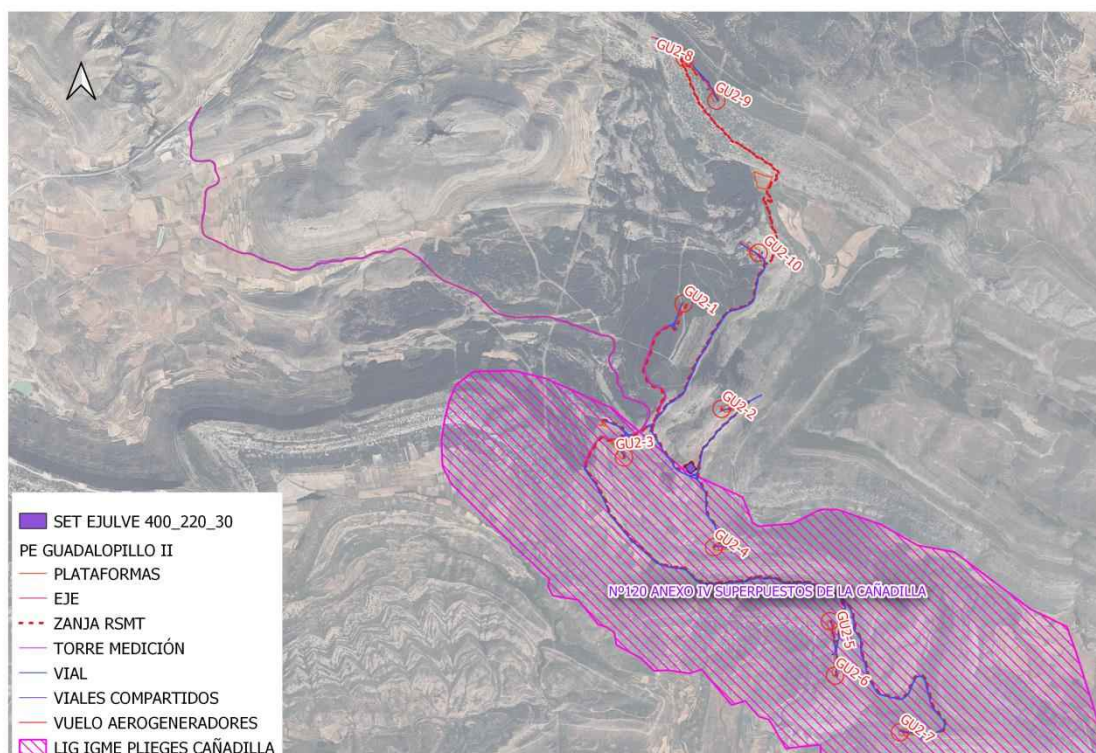 GU2-8
GU2-9
GU2-10
GU2-1
GU2-2
GU2-3
GU2-4
Nº120 ANEXO IV SUPERPUESTOS DE LA CAÑADILLA
GU2-5
GU2-6
GU2-7
SET EJULVE 400_220_30
PE GUADALOPILLO II
PLATAFORMAS
EJE
ZANJA RSMT
TORRE MEDICIÓN
VIAL
VIALES COMPARTIDOS
VUELO AEROGENERADORES
LIG IGME PLIEGES CAÑADILLA